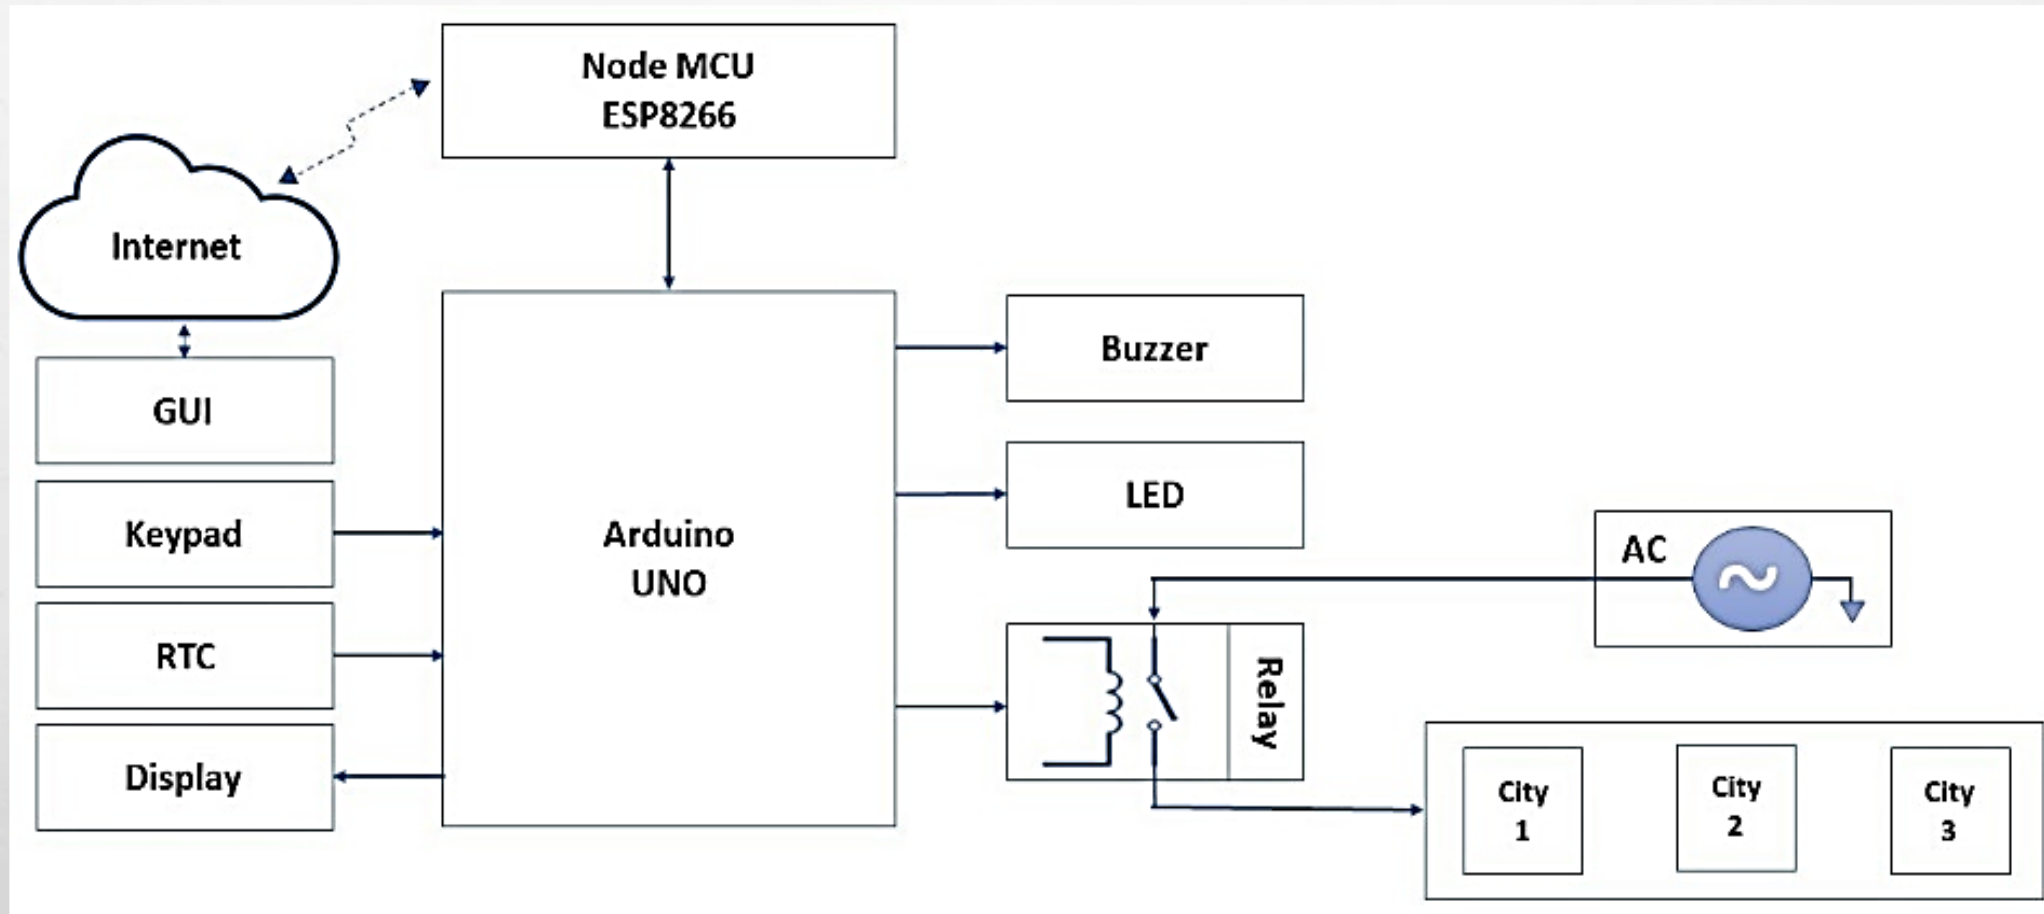 Node MCU
ESP8266
Internet
GUI
Keypad
RTC
Display
Arduino
UNO
Buzzer
LED
Relay
AC
City
1
City
2
City
3